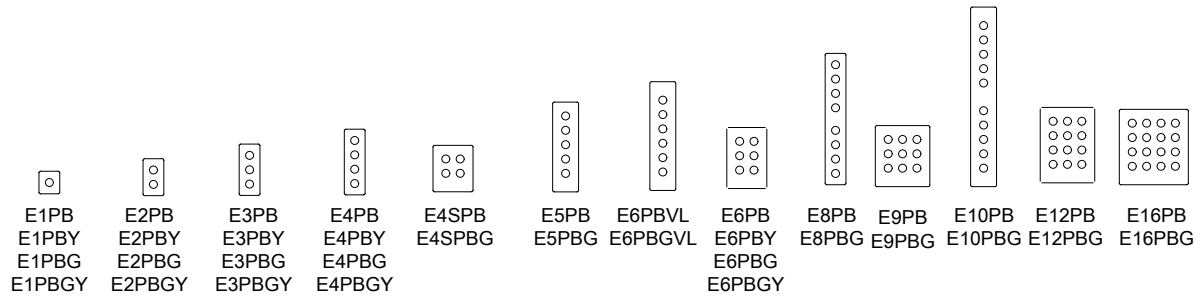 E1PB E2PB E3PB E4PB E4SPB E5PB E6PBVL E6PB E8PB E9PB E10PB E12PB E16PB
E1PBY E2PBY E3PBY E4PBY E4SPBG E5PBG E6PBGVL E6PBY E8PBG E9PBG E10PBG E12PBG E16PBG
E1PBG E2PBG E3PBG E4PBG E6PBG
E1PBGY E2PBGY E3PBGY E4PBGY E6PBGY